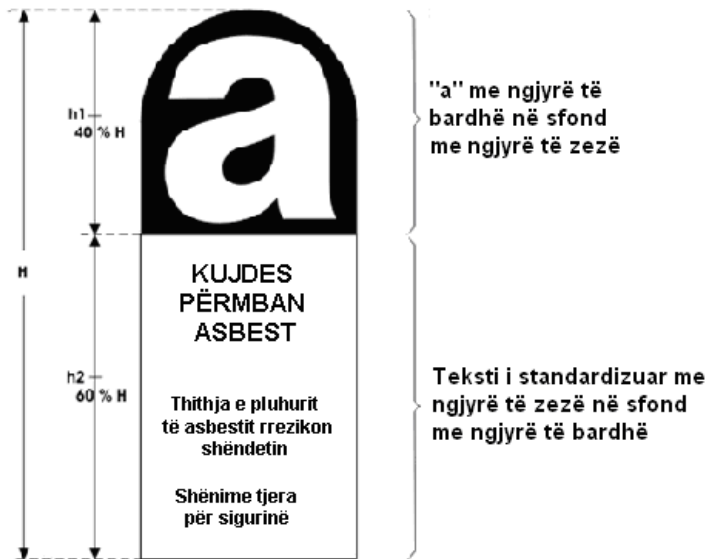 a
"a" me ngjyrë të
bardhë në sfond
me ngjyrë të zezë
h1
40 % H
H
KUJDES
PËRMBAN
ASBEST
h2
60 % H
Thithja e pluhurit
të asbestit rrezikon
shëndetin
Shënime tjera
për sigurinë
Teksti i standardizuar me
ngjyrë të zezë në sfond
me ngjyrë të bardhë